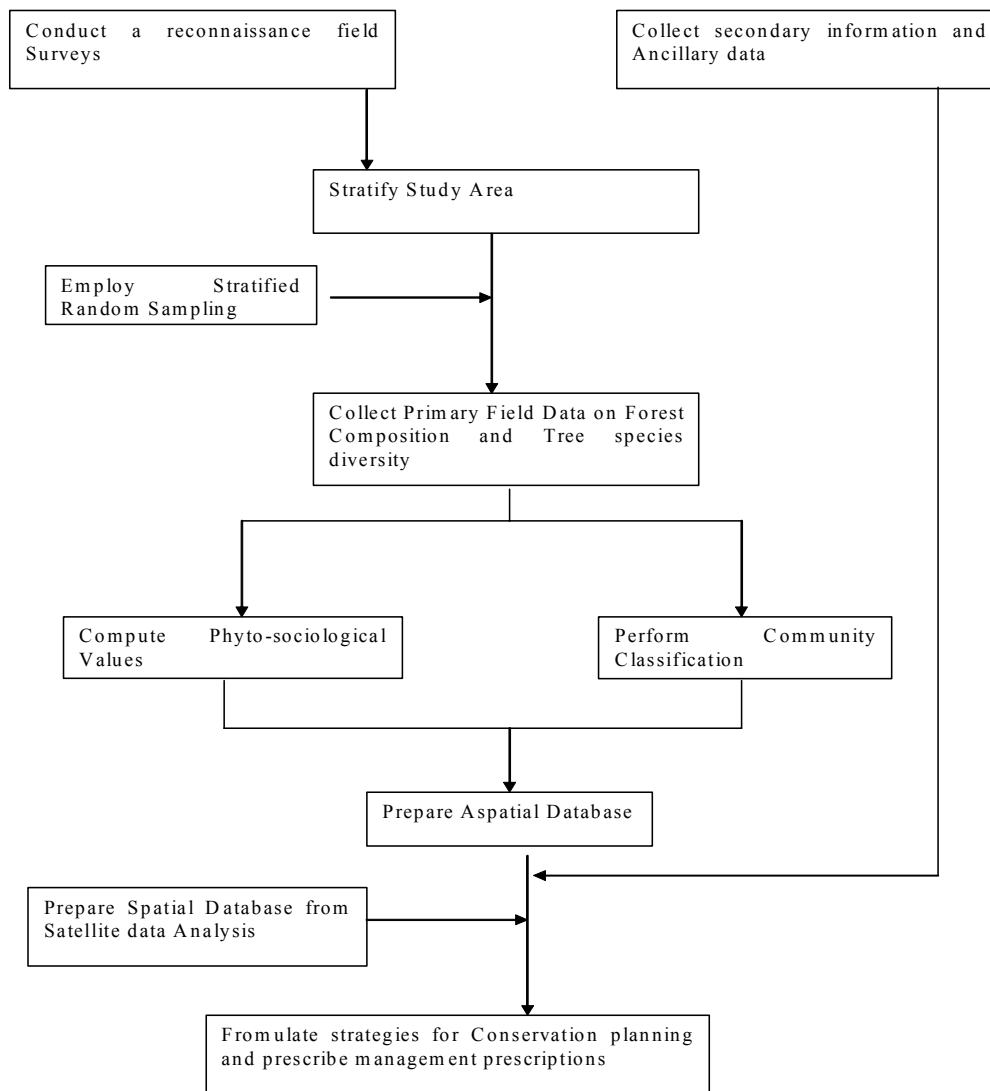 Conduct a reconnaissance field
Surveys
Collect secondary information and
Ancillary data
Stratify Study Area
Employ Stratified
Random Sampling
Collect Primary Field Data on Forest
Composition and Tree species
diversity
Compute Phyto-sociological
Values
Perform Community
Classification
Prepare Aspatial Database
Prepare Spatial Database from
Satellite data Analysis
Fromulate strategies for Conservation planning
and prescribe management prescriptions